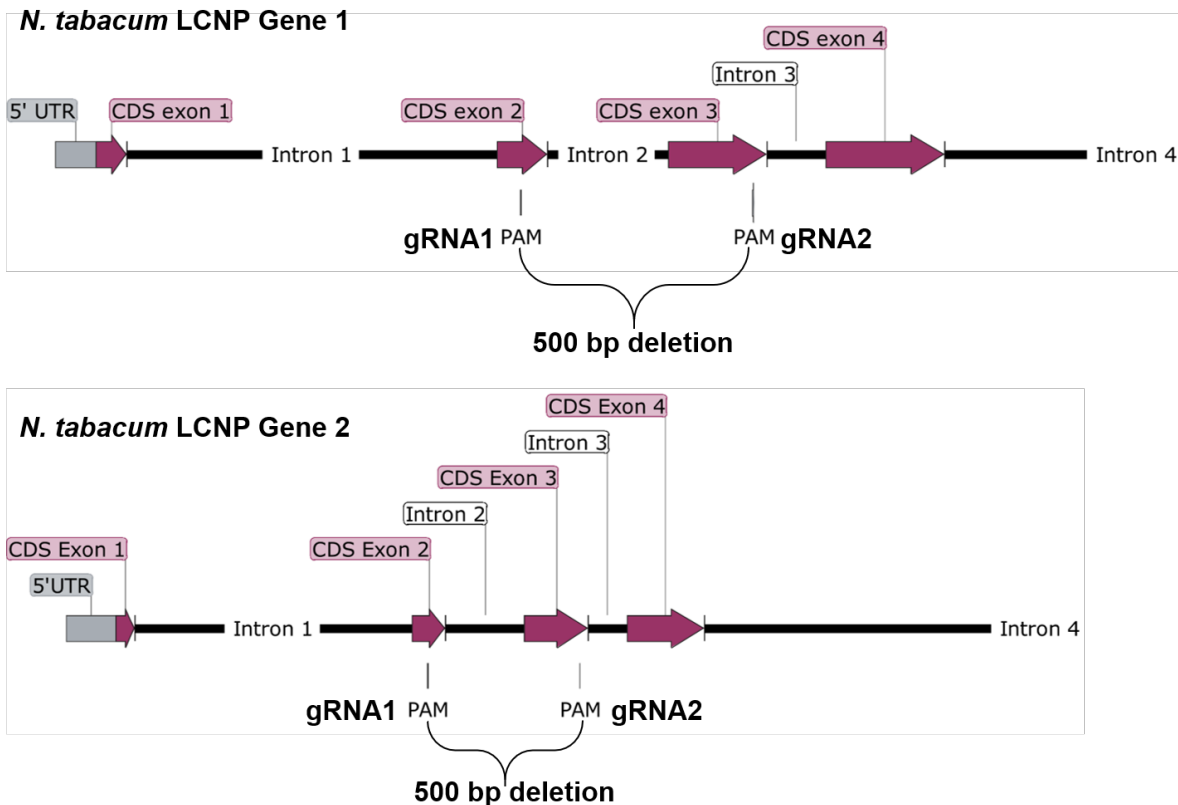 N. tabacum LCNP Gene 1
CDS exon 4
Intron 3
5' UTR CDS exon 1 CDS exon 2 CDS exon 3
Intron 1 Intron 2 Intron 4
gRNA1 PAM PAM gRNA2
500 bp deletion
N. tabacum LCNP Gene 2
CDS Exon 4
Intron 3
CDS Exon 3
Intron 2
CDS Exon 1 CDS Exon 2
5'UTR
Intron 1 Intron 4
gRNA1 PAM PAM gRNA2
500 bp deletion